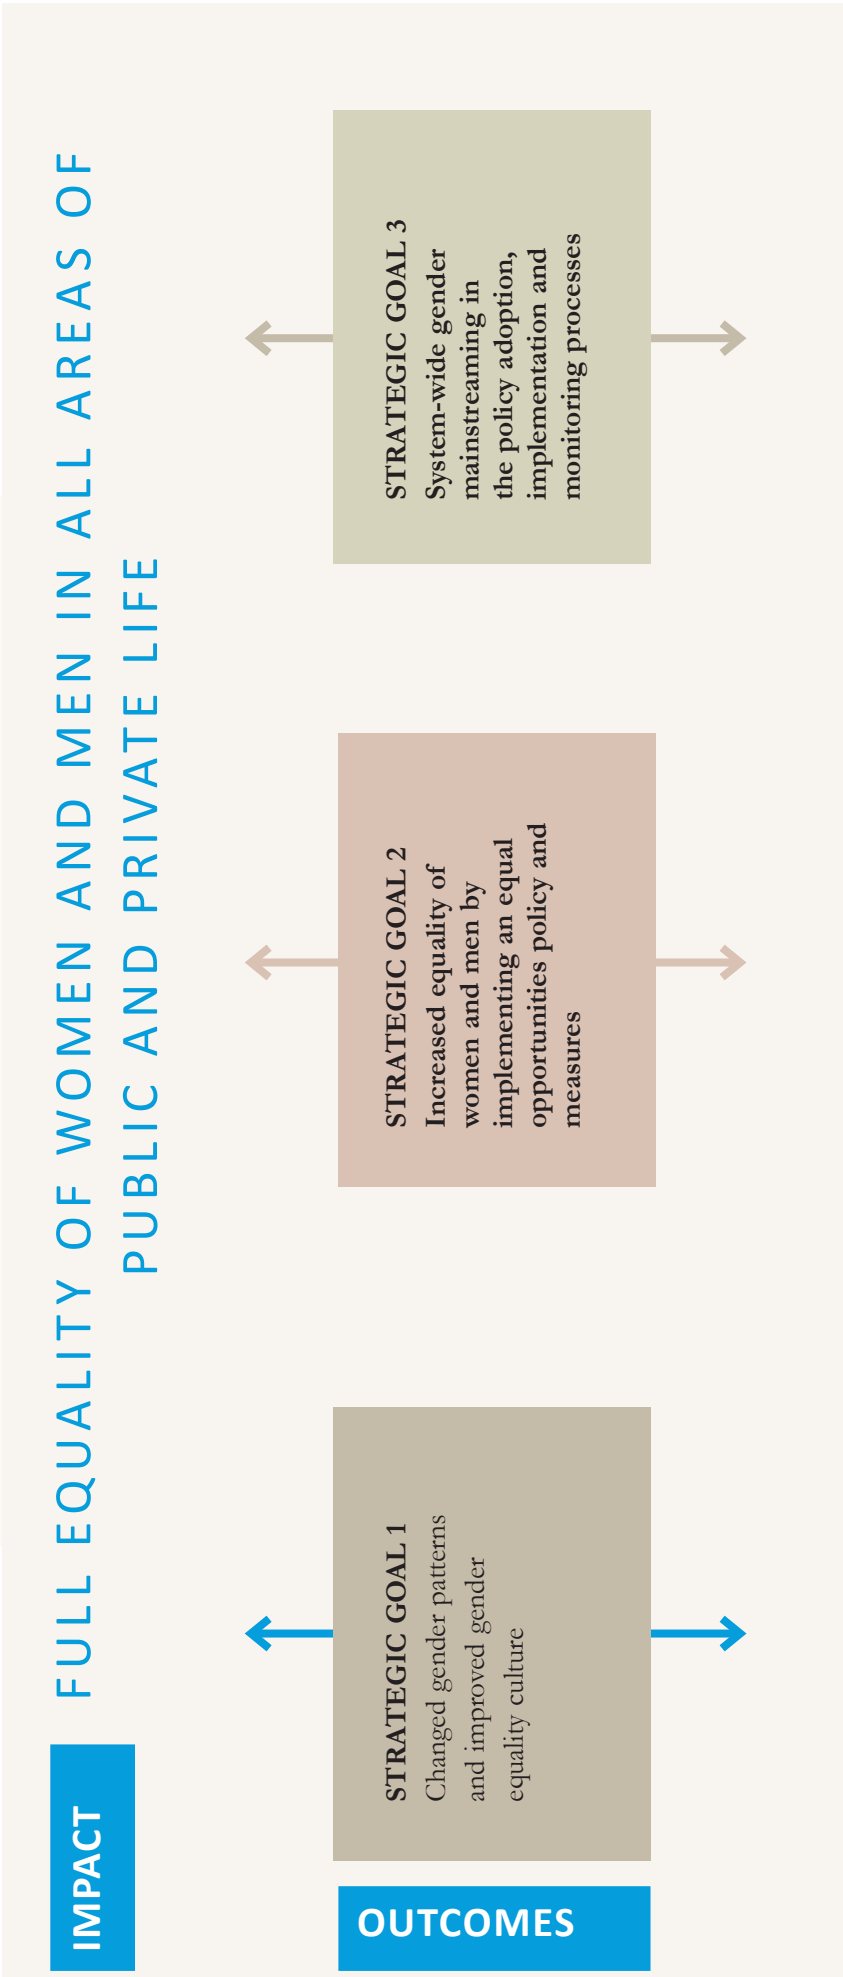 IMPACT
FULL EQUALITY OF WOMEN AND MEN IN ALL AREAS OF
PUBLIC AND PRIVATE LIFE
OUTCOMES
STRATEGIC GOAL 1
Changed gender patterns
and improved gender
equality culture
STRATEGIC GOAL 2
Increased equality of
women and men by
implementing an equal
opportunities policy and
measures
STRATEGIC GOAL 3
System-wide gender
mainstreaming in
the policy adoption,
implementation and
monitoring processes